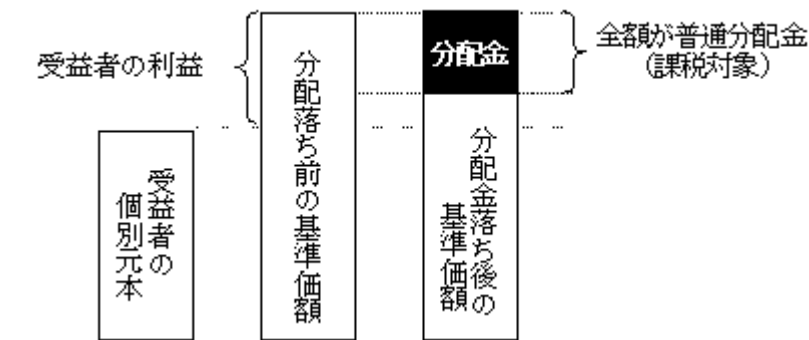 受益者の利益
分配落ち前の基準価額
分配金
全額が普通分配金
(課税対象)
受益者の
個別元本
分配金落ち後の
基準価額